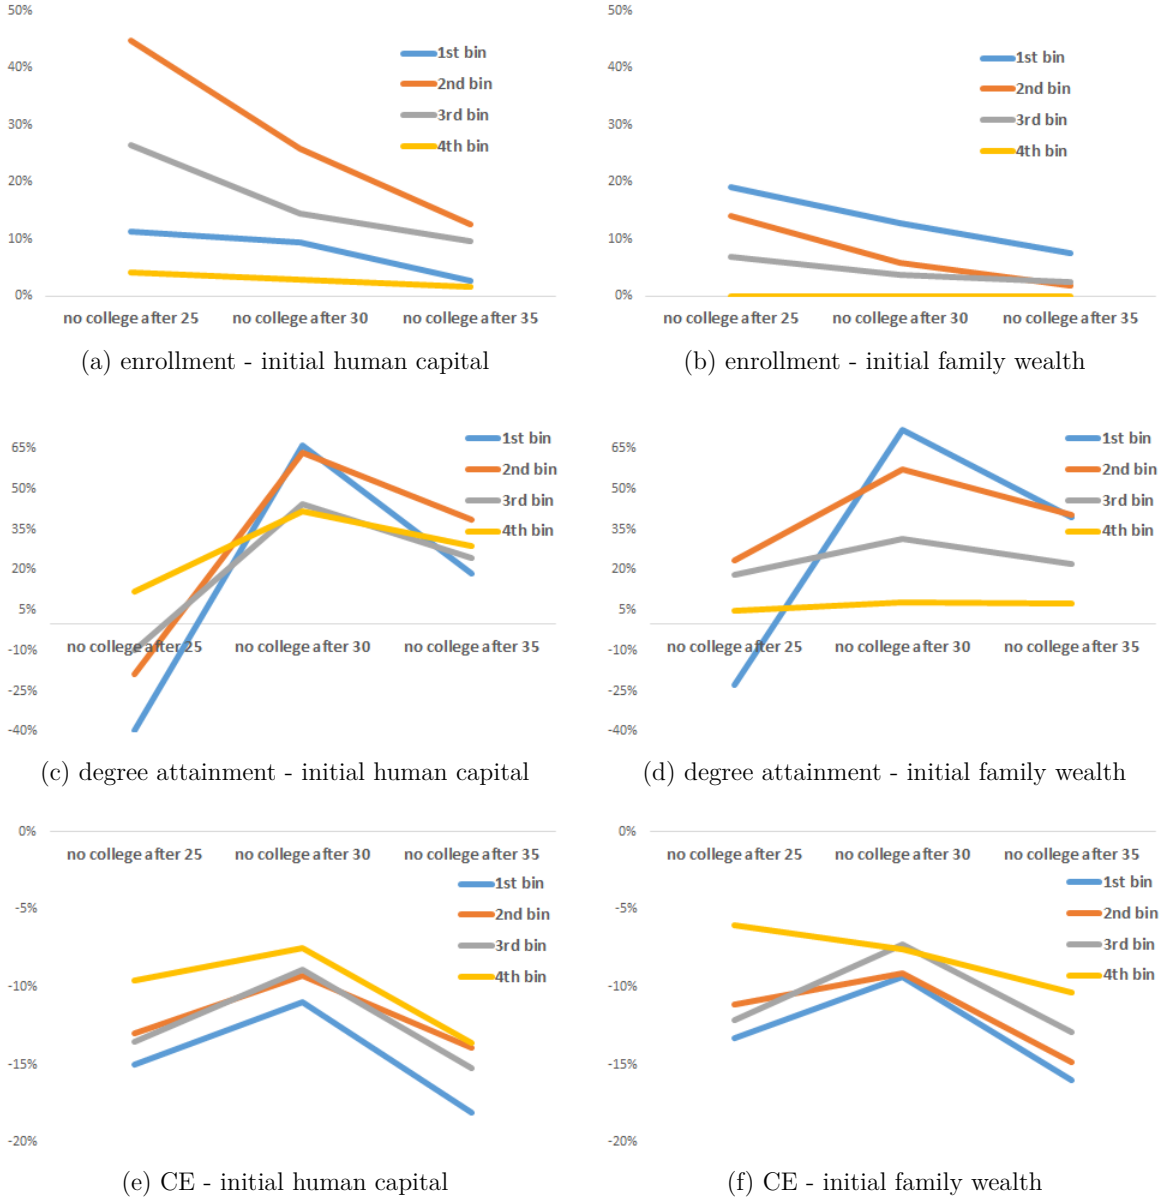 50%
40%
30%
20%
10%
0%
1st bin
2nd bin
3rd bin
4th bin
no college after 25
no college after 30
no college after 35
(a) enrollment - initial human capital
50%
40%
30%
20%
10%
0%
1st bin
2nd bin
3rd bin
4th bin
no college after 25
no college after 30
no college after 35
(b) enrollment - initial family wealth
65%
50%
35%
20%
5%
-10%
-25%
-40%
1st bin
2nd bin
3rd bin
4th bin
no college after 25
no college after 30
no college after 35
(c) degree attainment - initial human capital
65%
50%
35%
20%
5%
-10%
-25%
-40%
1st bin
2nd bin
3rd bin
4th bin
no college after 25
no college after 30
no college after 35
(d) degree attainment - initial family wealth
0%
-5%
-10%
-15%
-20%
no college after 25
no college after 30
no college after 35
1st bin
2nd bin
3rd bin
4th bin
(e) CE - initial human capital
0%
-5%
-10%
-15%
-20%
no college after 25
no college after 30
no college after 35
1st bin
2nd bin
3rd bin
4th bin
(f) CE - initial family wealth